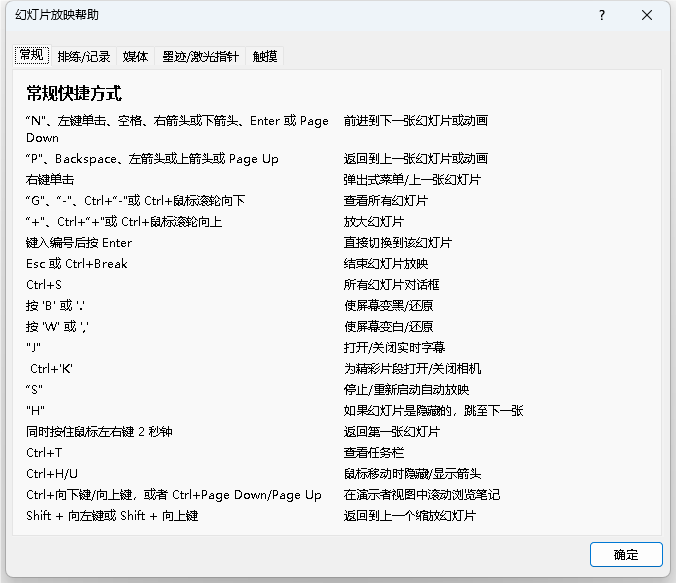 幻灯片放映帮助
?
常规 排练/记录 媒体 墨迹/激光指针 触摸
常规快捷方式
“N”、左键单击、空格、右箭头或下箭头、Enter 或 Page Down 前进到下一张幻灯片或动画
“P”、Backspace、左箭头或上箭头或 Page Up 返回到上一张幻灯片或动画
右键单击 弹出式菜单/上一张幻灯片
“G”、“-”、Ctrl+“-”或 Ctrl+鼠标滚轮向下 查看所有幻灯片
“+”、Ctrl+“+”或 Ctrl+鼠标滚轮向上 放大幻灯片
键入编号后按 Enter 直接切换到该幻灯片
Esc 或 Ctrl+Break 结束幻灯片放映
Ctrl+S 所有幻灯片对话框
按 'B' 或 '.' 使屏幕变黑/还原
按 'W' 或 ',' 使屏幕变白/还原
"J" 打开/关闭实时字幕
Ctrl+'K' 为精彩片段打开/关闭相机
“S” 停止/重新启动自动放映
"H" 如果幻灯片是隐藏的，跳至下一张
同时按住鼠标左右键 2 秒钟 返回第一张幻灯片
Ctrl+T 查看任务栏
Ctrl+H/U 鼠标移动时隐藏/显示箭头
Ctrl+向下键/向上键，或者 Ctrl+Page Down/Page Up 在演示者视图中滚动浏览笔记
Shift + 向左键或 Shift + 向上键 返回到上一个缩放幻灯片
确定